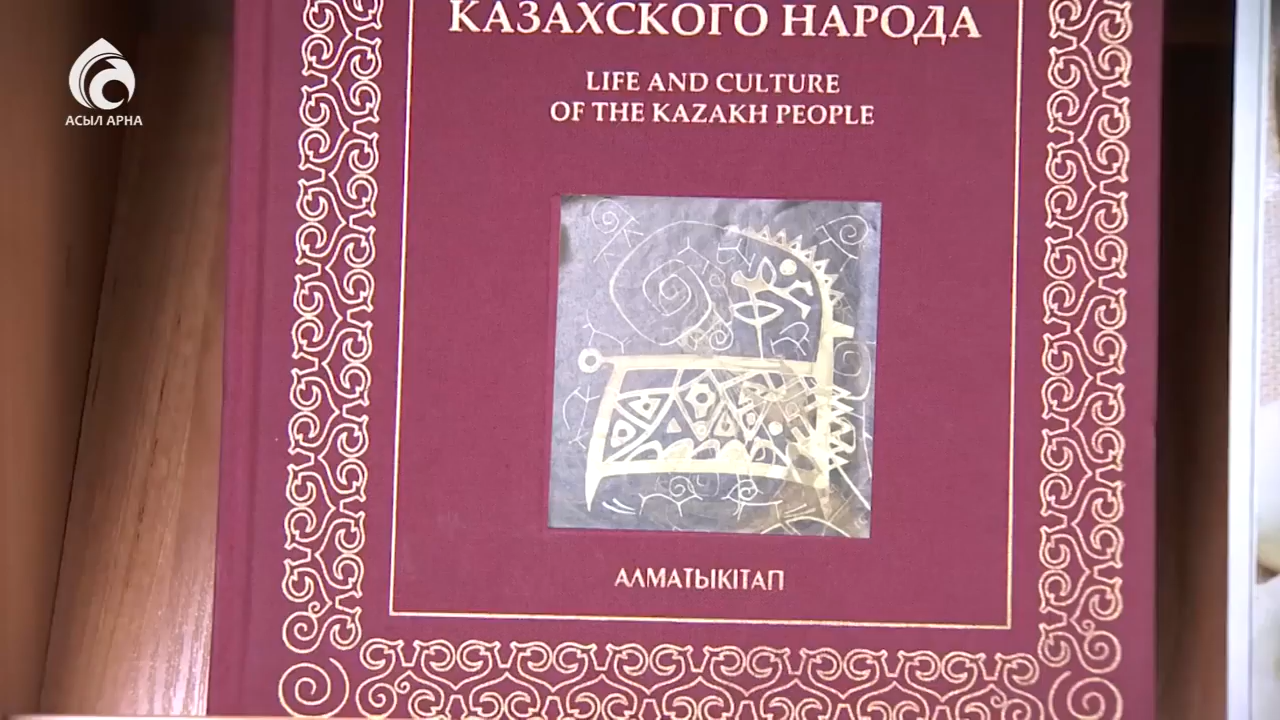 КАЗАХСКОГО НАРОДА
LIFE AND CULTURE
OF THE KAZAKH PEOPLE
АСЫЛ АРНА
АЛМАТЫКІТАП